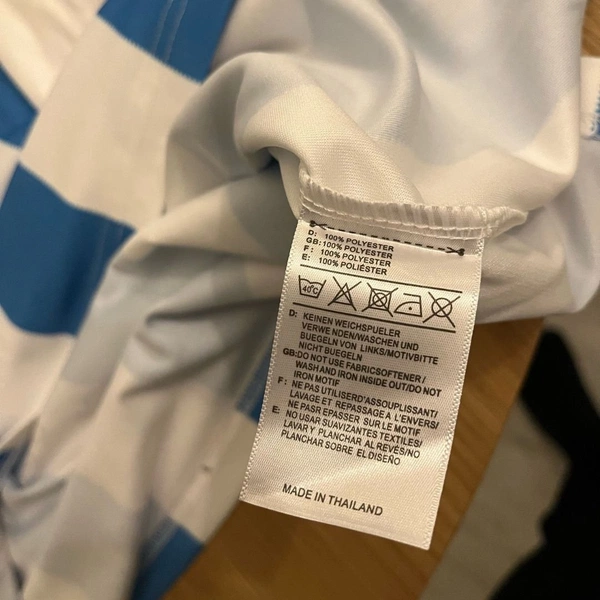 D: 100% POLYESTER
GB: 100% POLYESTER
F: 100% POLYESTER
E: 100% POLIÉSTER
40°C
D: KEINEN WEICHSPUELER
VERWE NDEN/WASCHEN UND
BUEGELN VON LINKS/MOTIVBITTE
NICHT BUEGELN
GB:DO NOT USE FABRICSOFTENER/
WASH AND IRON INSIDE OUT/DO NOT
IRON MOTIF
F: NE PAS UTILISERD'ASSOUPLISSANT/
LAVAGE ET REPASSAGE A L'ENVERS/
NE PASR EPASSER SUR LE MOTIF
E: NO USAR SUAVIZANTES TEXTILES/
LAVAR Y PLANCHAR AL REVÉS/NO
PLANCHAR SOBRE EL DISEÑO
MADE IN THAILAND